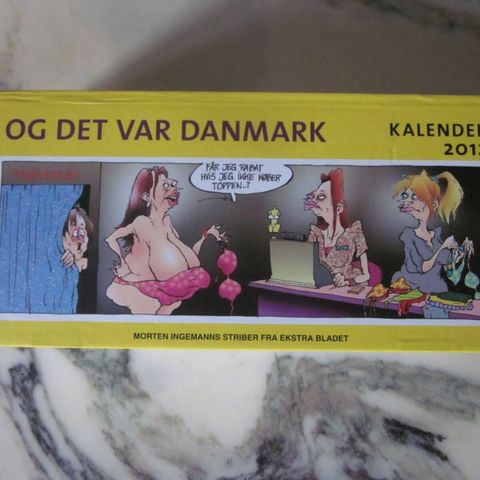 OG DET VAR DANMARK
KALENDER
2012
FÅR JEG RABAT
HVIS JEG IKKE KØBER
TOPPEN..?
MORTEN INGEMANNS STRIBER FRA EKSTRA BLADET